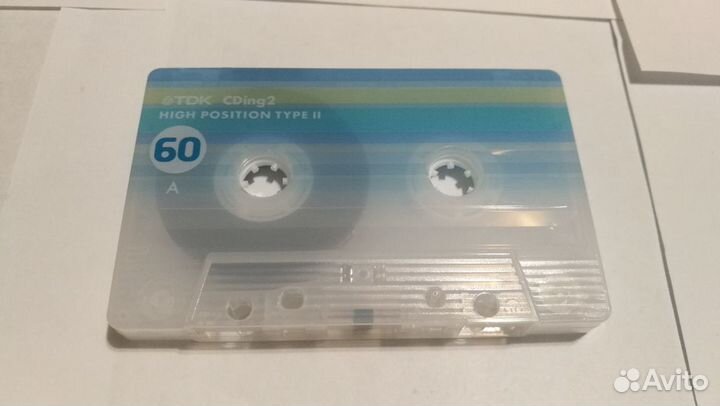 TDK CDing2
HIGH POSITION TYPE II
60
A
Avito